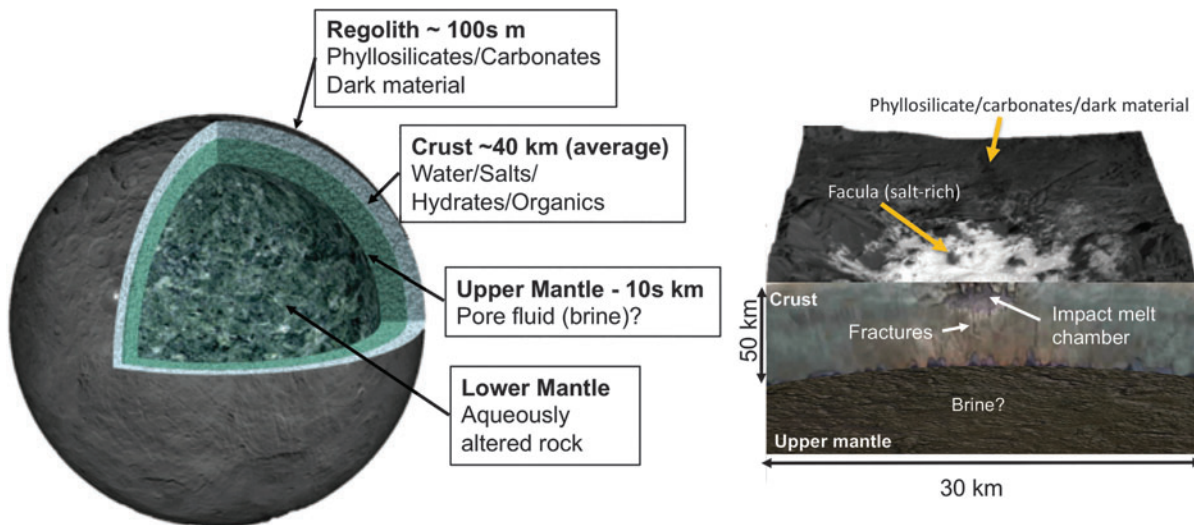 Regolith ~ 100s m
Phyllosilicates/Carbonates
Dark material
Crust ~40 km (average)
Water/Salts/
Hydrates/Organics
Upper Mantle - 10s km
Pore fluid (brine)?
Lower Mantle
Aqueously
altered rock
Phyllosilicate/carbonates/dark material
Facula (salt-rich)
Crust
50 km
Fractures
Impact melt
chamber
Brine?
Upper mantle
30 km